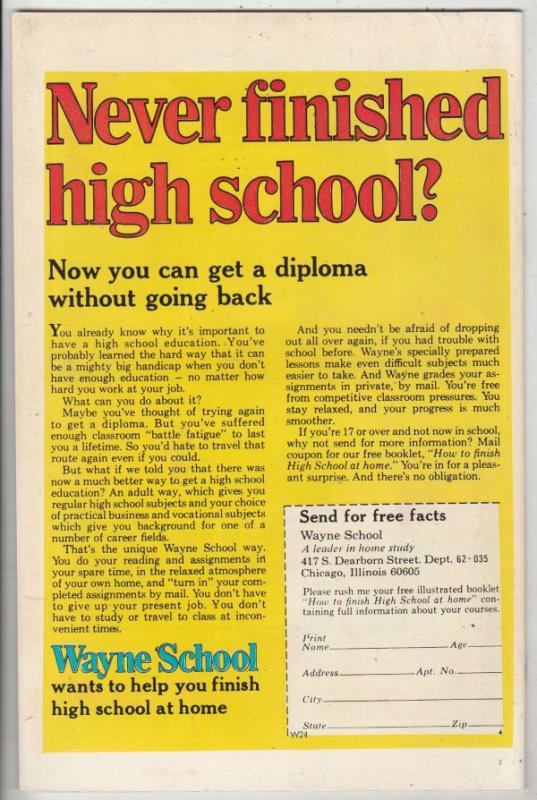 Never finished
high school?
Now you can get a diploma
without going back
You already know why it's important to
have a high school education. You've
probably learned the hard way that it can
be a mighty big handicap when you don't
have enough education – no matter how
hard you work at your job.
What can you do about it?
Maybe you've thought of trying again
to get a diploma. But you've suffered
enough classroom "battle fatigue" to last
you a lifetime. So you'd hate to travel that
route again even if you could.
But what if we told you that there was
now a much better way to get a high school
education? An adult way, which gives you
regular high school subjects and your choice
of practical business and vocational subjects
which give you background for one of a
number of career fields.
That's the unique Wayne School way.
You do your reading and assignments in
your spare time, in the relaxed atmosphere
of your own home, and "turn in" your com-
pleted assignments by mail. You don't have
to give up your present job. You don't
have to study or travel to class at incon-
venient times.
Wayne School
wants to help you finish
high school at home
And you needn't be afraid of dropping
out all over again, if you had trouble with
school before. Wayne's specially prepared
lessons make even difficult subjects much
easier to take. And Wayne grades your as-
signments in private, by mail. You're free
from competitive classroom pressures. You
stay relaxed, and your progress is much
smoother.
If you're 17 or over and not now in school,
why not send for more information? Mail
coupon for our free booklet, "How to finish
High School at home." You're in for a pleas-
ant surprise. And there's no obligation.
Send for free facts
Wayne School
A leader in home study
417 S. Dearborn Street. Dept. 62-035
Chicago, Illinois 60605
Please rush me your free illustrated booklet
"How to finish High School at home" con-
taining full information about your courses.
Print
Name Age
Address Apt. No.
City
State Zip
W24 4